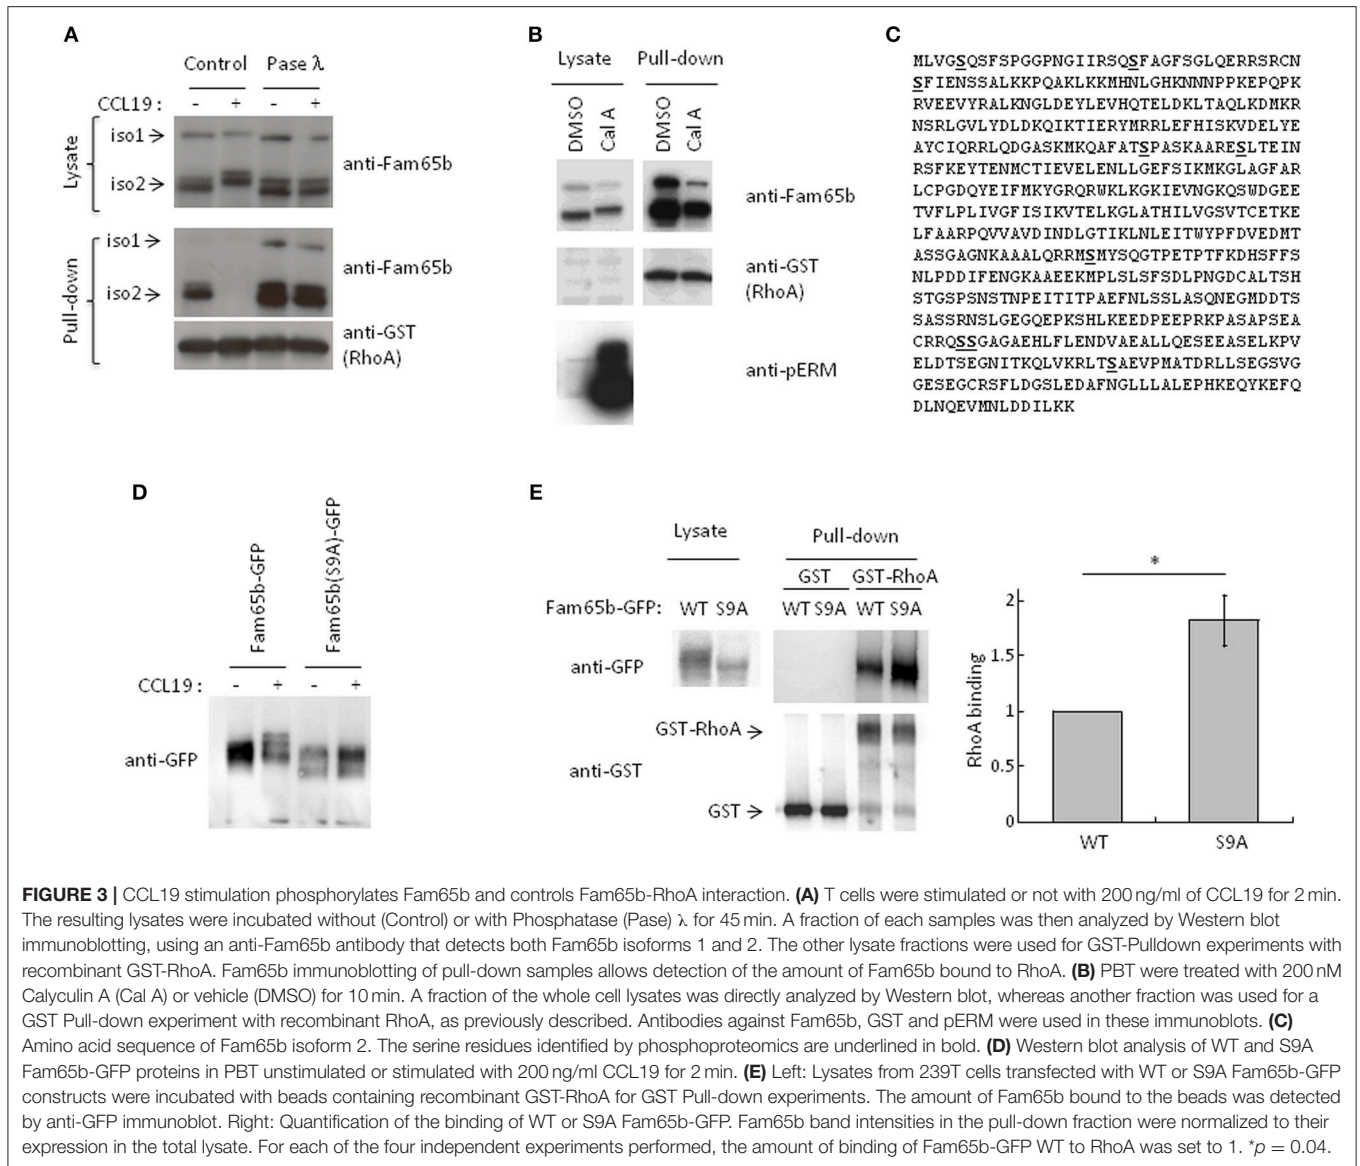 A
Control Pase λ
CCL19 : - + - +
Lysate
iso1
iso2
anti-Fam65b
Pull-down
iso1
iso2
anti-Fam65b
anti-GST
(RhoA)
B
Lysate Pull-down
DMSO Cal A DMSO Cal A
anti-Fam65b
anti-GST
(RhoA)
anti-pERM
C
MLVGSQSFSPGGPNGIIRSQSFAGFSGLQERRSRCN
SFIENSSALKKPQAKLKKMHNLGHKNNNPPKEPQPK
RVEEVYRALKNGLDEYLEVHQTELDKLTAQLKDMKR
NSRLGVLYDLDKQIKTIERYMRRLEFHISKVDELYE
AYCIQRRLQDGASKMKQAFATSPASKAARESLTEIN
RSFKEYTENMCTIEVELENLLGEFSIKMKGLAGFAR
LCPGDQYEIFMKYGRQRWKLKGKIEVNGKQSWDGEE
TVFLPLIVGFISIKVTELKGLATHILVGSVTCETKE
LFAARPQVVAVDINDLGTIKLNLEITWYPFDVEDMT
ASSGAGNKAAALQRRMSMYSQGTPETPTFKDHSFFS
NLPDDIFENGKAAEEKMPLSLSFSDLPNGDCALTSH
STGSPSNSTNPEITITPAEFNLSSLASQNEGMDDTS
SASSRNSLGEGQEPKSHLKEEDPEEPRKPASAPSEA
CRRQSSGAGAEHLFLENDVAEALLQESEEASELKPV
ELDTSEGNITKQLVKRLTSAEVPMATDRLLSEGSVG
GESEGCRSFLDGSLEDAFNGLLLALEPHKEQYKEFQ
DLNQEVMNLDDILKK
D
Fam65b-GFP Fam65b(S9A)-GFP
CCL19 : - + - +
anti-GFP
E
Lysate Pull-down
GST GST-RhoA
Fam65b-GFP: WT S9A WT S9A WT S9A
anti-GFP
GST-RhoA
anti-GST
GST
*
RhoA binding
2
1.5
1
0.5
0
WT S9A
FIGURE 3 | CCL19 stimulation phosphorylates Fam65b and controls Fam65b-RhoA interaction. (A) T cells were stimulated or not with 200 ng/ml of CCL19 for 2 min.
The resulting lysates were incubated without (Control) or with Phosphatase (Pase) λ for 45 min. A fraction of each samples was then analyzed by Western blot
immunoblotting, using an anti-Fam65b antibody that detects both Fam65b isoforms 1 and 2. The other lysate fractions were used for GST-Pulldown experiments with
recombinant GST-RhoA. Fam65b immunoblotting of pull-down samples allows detection of the amount of Fam65b bound to RhoA. (B) PBT were treated with 200 nM
Calyculin A (Cal A) or vehicle (DMSO) for 10 min. A fraction of the whole cell lysates was directly analyzed by Western blot, whereas another fraction was used for a
GST Pull-down experiment with recombinant RhoA, as previously described. Antibodies against Fam65b, GST and pERM were used in these immunoblots. (C)
Amino acid sequence of Fam65b isoform 2. The serine residues identified by phosphoproteomics are underlined in bold. (D) Western blot analysis of WT and S9A
Fam65b-GFP proteins in PBT unstimulated or stimulated with 200 ng/ml CCL19 for 2 min. (E) Left: Lysates from 239T cells transfected with WT or S9A Fam65b-GFP
constructs were incubated with beads containing recombinant GST-RhoA for GST Pull-down experiments. The amount of Fam65b bound to the beads was detected
by anti-GFP immunoblot. Right: Quantification of the binding of WT or S9A Fam65b-GFP. Fam65b band intensities in the pull-down fraction were normalized to their
expression in the total lysate. For each of the four independent experiments performed, the amount of binding of Fam65b-GFP WT to RhoA was set to 1. *p = 0.04.